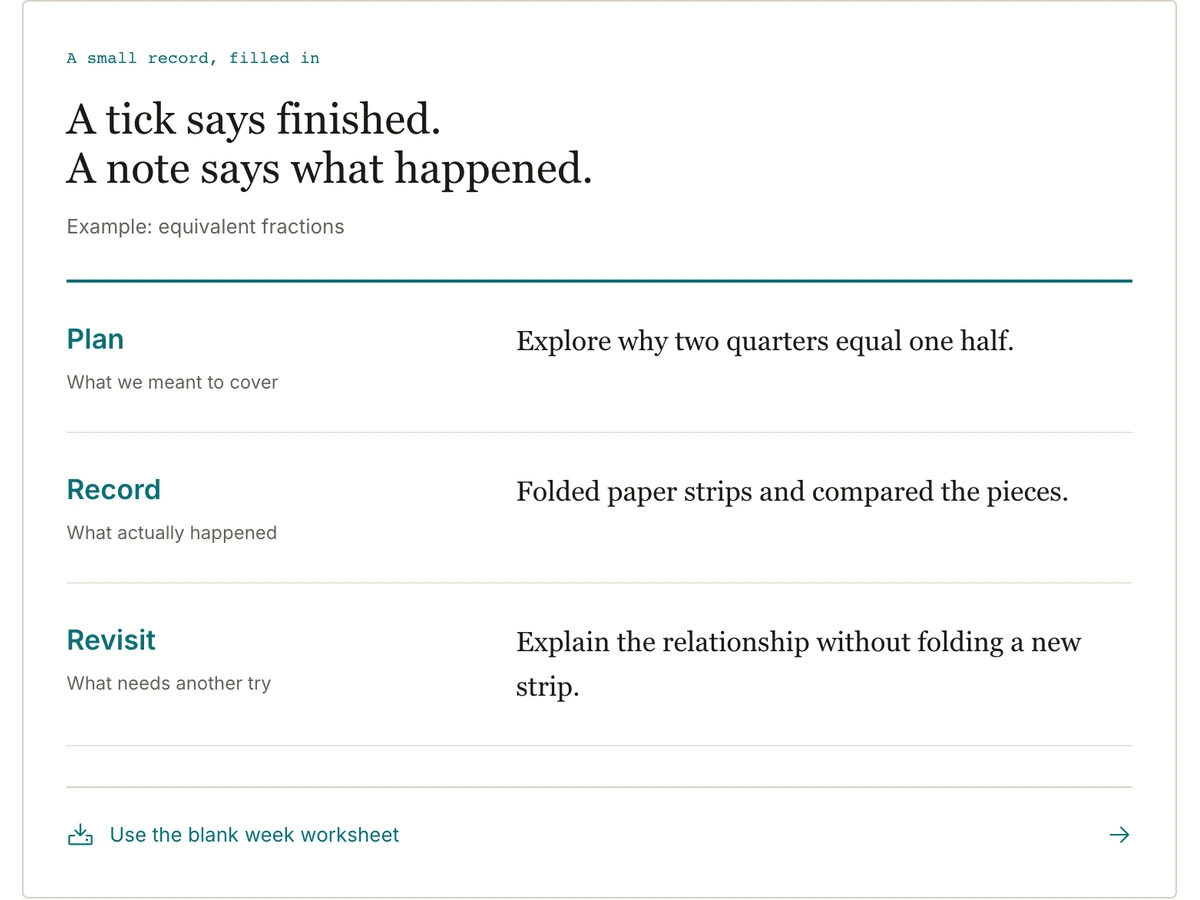 A small record, filled in
A tick says finished.
A note says what happened.
Example: equivalent fractions
Plan
What we meant to cover
Explore why two quarters equal one half.
Record
What actually happened
Folded paper strips and compared the pieces.
Revisit
What needs another try
Explain the relationship without folding a new
strip.
Use the blank week worksheet